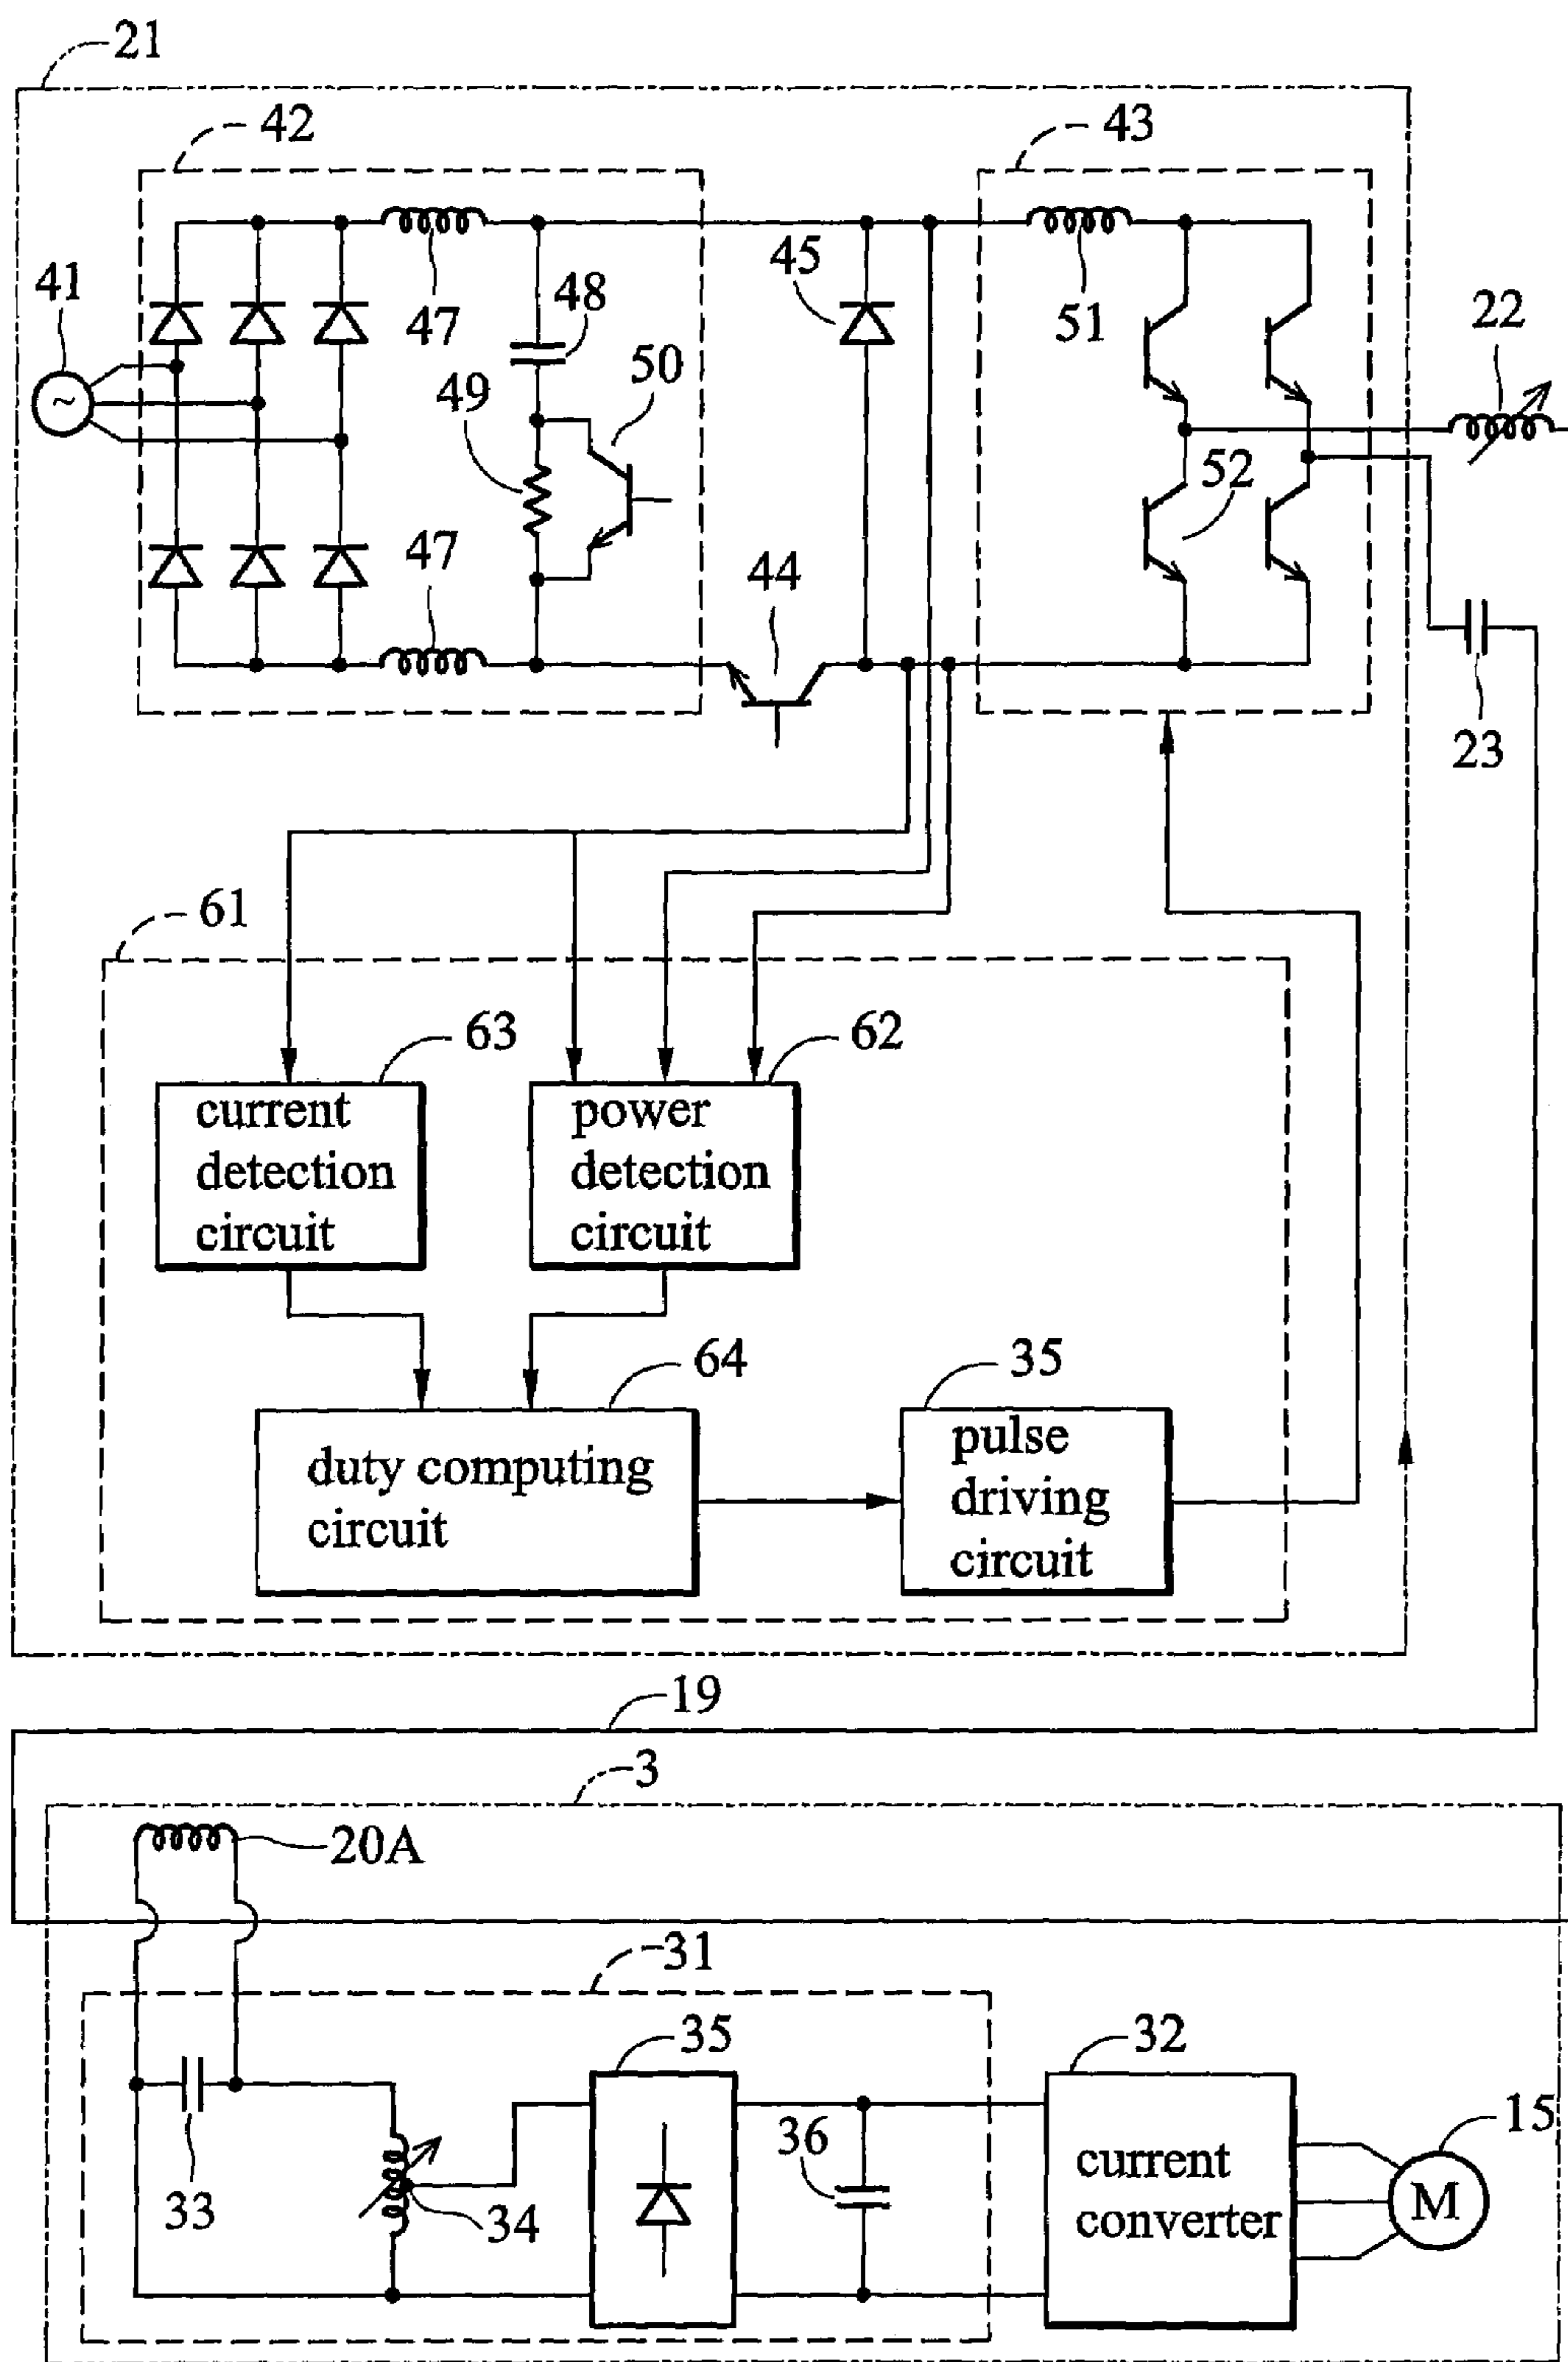 21
42
43
41
47
48
45
51
22
49
50
52
47
44
23
61
63
62
current
detection
circuit
power
detection
circuit
64
35
duty computing
circuit
pulse
driving
circuit
19
3
20A
31
35
32
33
34
36
current
converter
15
M